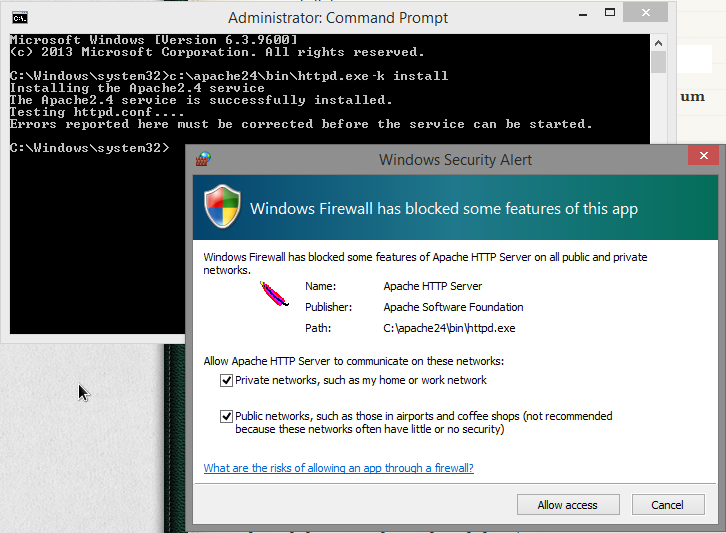 Administrator: Command Prompt
Microsoft Windows [Version 6.3.9600]
(c) 2013 Microsoft Corporation. All rights reserved.
C:\Windows\system32>c:\apache24\bin\httpd.exe -k install
Installing the Apache2.4 service
The Apache2.4 service is successfully installed.
Testing httpd.conf....
Errors reported here must be corrected before the service can be started.
C:\Windows\system32>
um
Windows Security Alert
Windows Firewall has blocked some features of this app
Windows Firewall has blocked some features of Apache HTTP Server on all public and private
networks.
Name: Apache HTTP Server
Publisher: Apache Software Foundation
Path: C:\apache24\bin\httpd.exe
Allow Apache HTTP Server to communicate on these networks:
Private networks, such as my home or work network
Public networks, such as those in airports and coffee shops (not recommended
because these networks often have little or no security)
What are the risks of allowing an app through a firewall?
Allow access Cancel